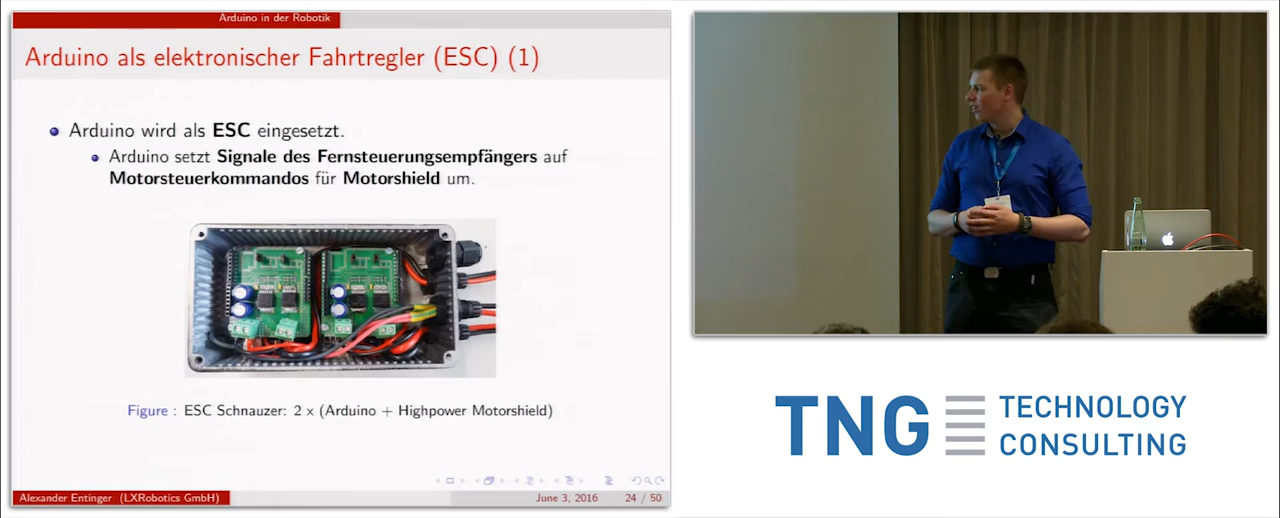 Arduino in der Robotik
Arduino als elektronischer Fahrtregler (ESC) (1)
Arduino wird als ESC eingesetzt.
Arduino setzt Signale des Fernsteuerungsempfängers auf
Motorsteuerkommandos für Motorshield um.
Figure : ESC Schnauzer: 2 x (Arduino + Highpower Motorshield)
Alexander Entinger (LXRobotics GmbH)
June 3, 2016
24 / 50
TNG TECHNOLOGY
CONSULTING